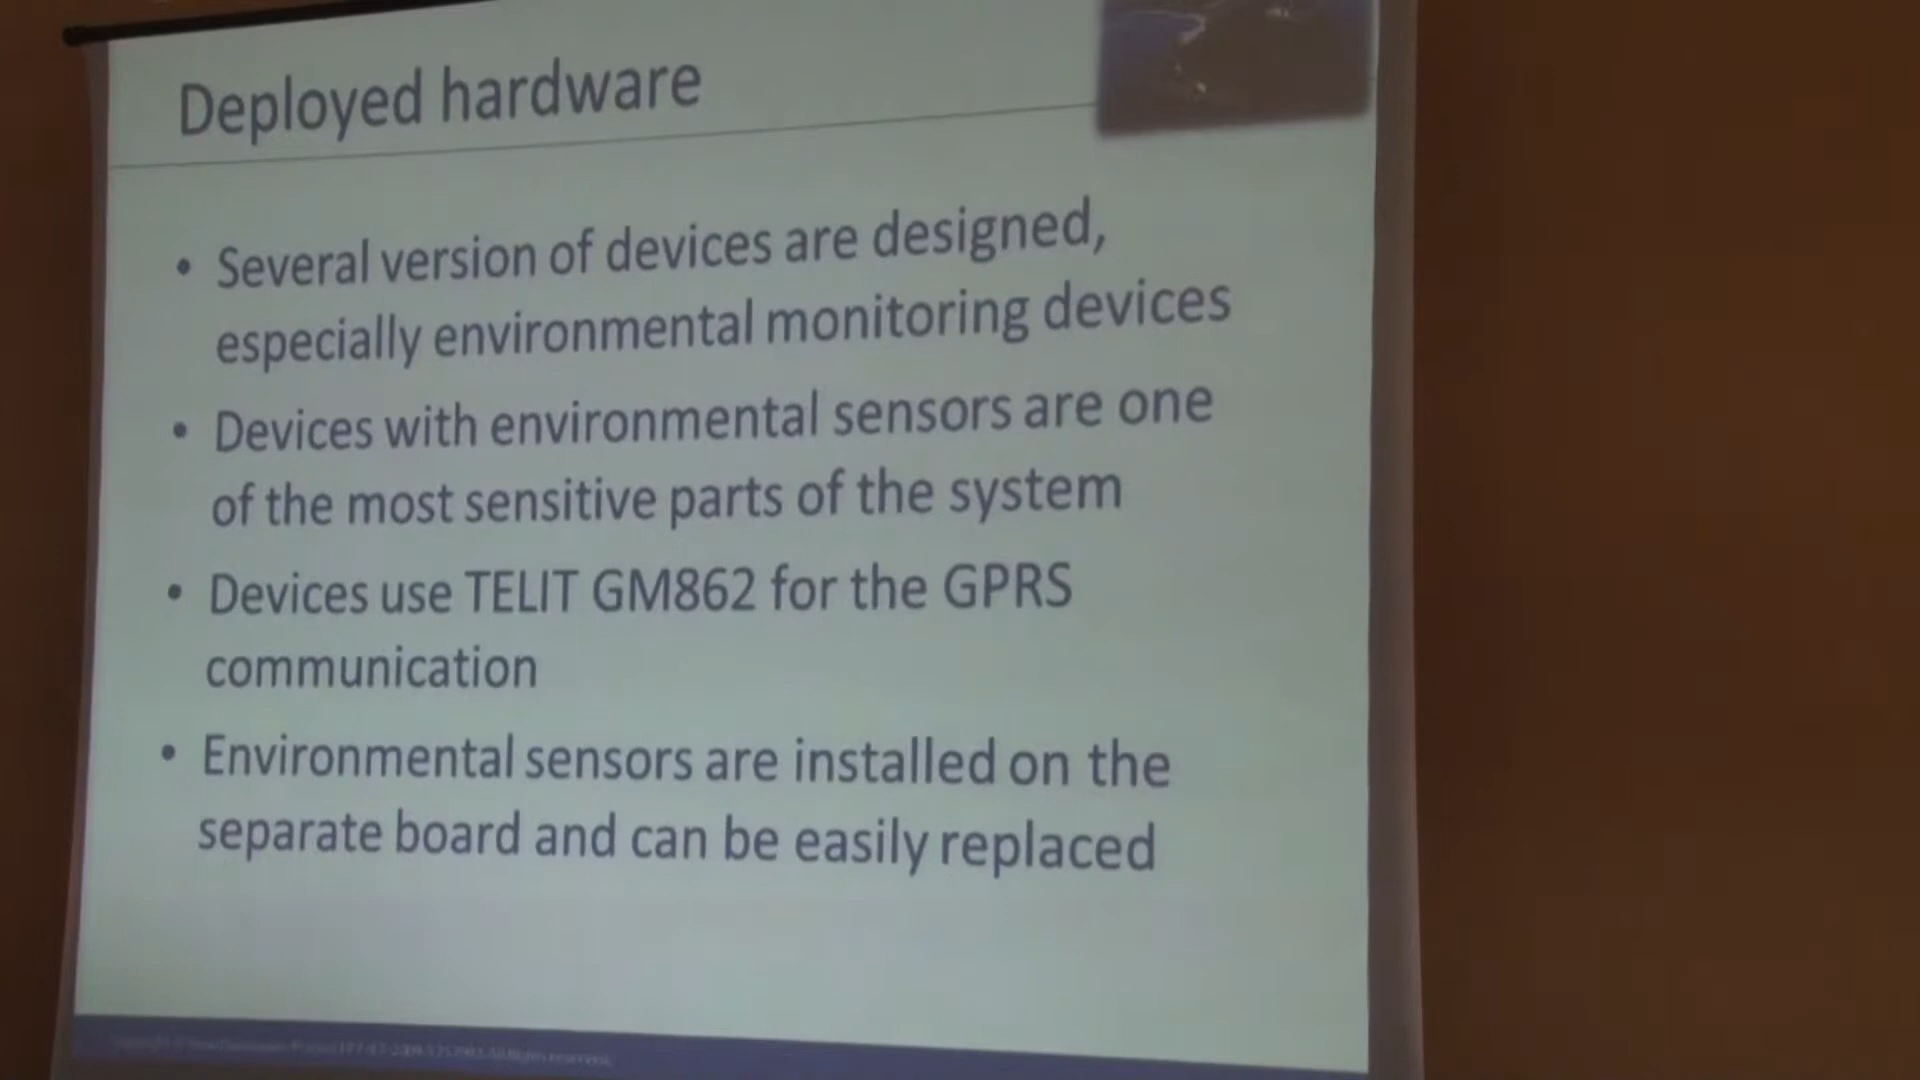 Deployed hardware
• Several version of devices are designed,
especially environmental monitoring devices
• Devices with environmental sensors are one
of the most sensitive parts of the system
• Devices use TELIT GM862 for the GPRS
communication
• Environmental sensors are installed on the
separate board and can be easily replaced